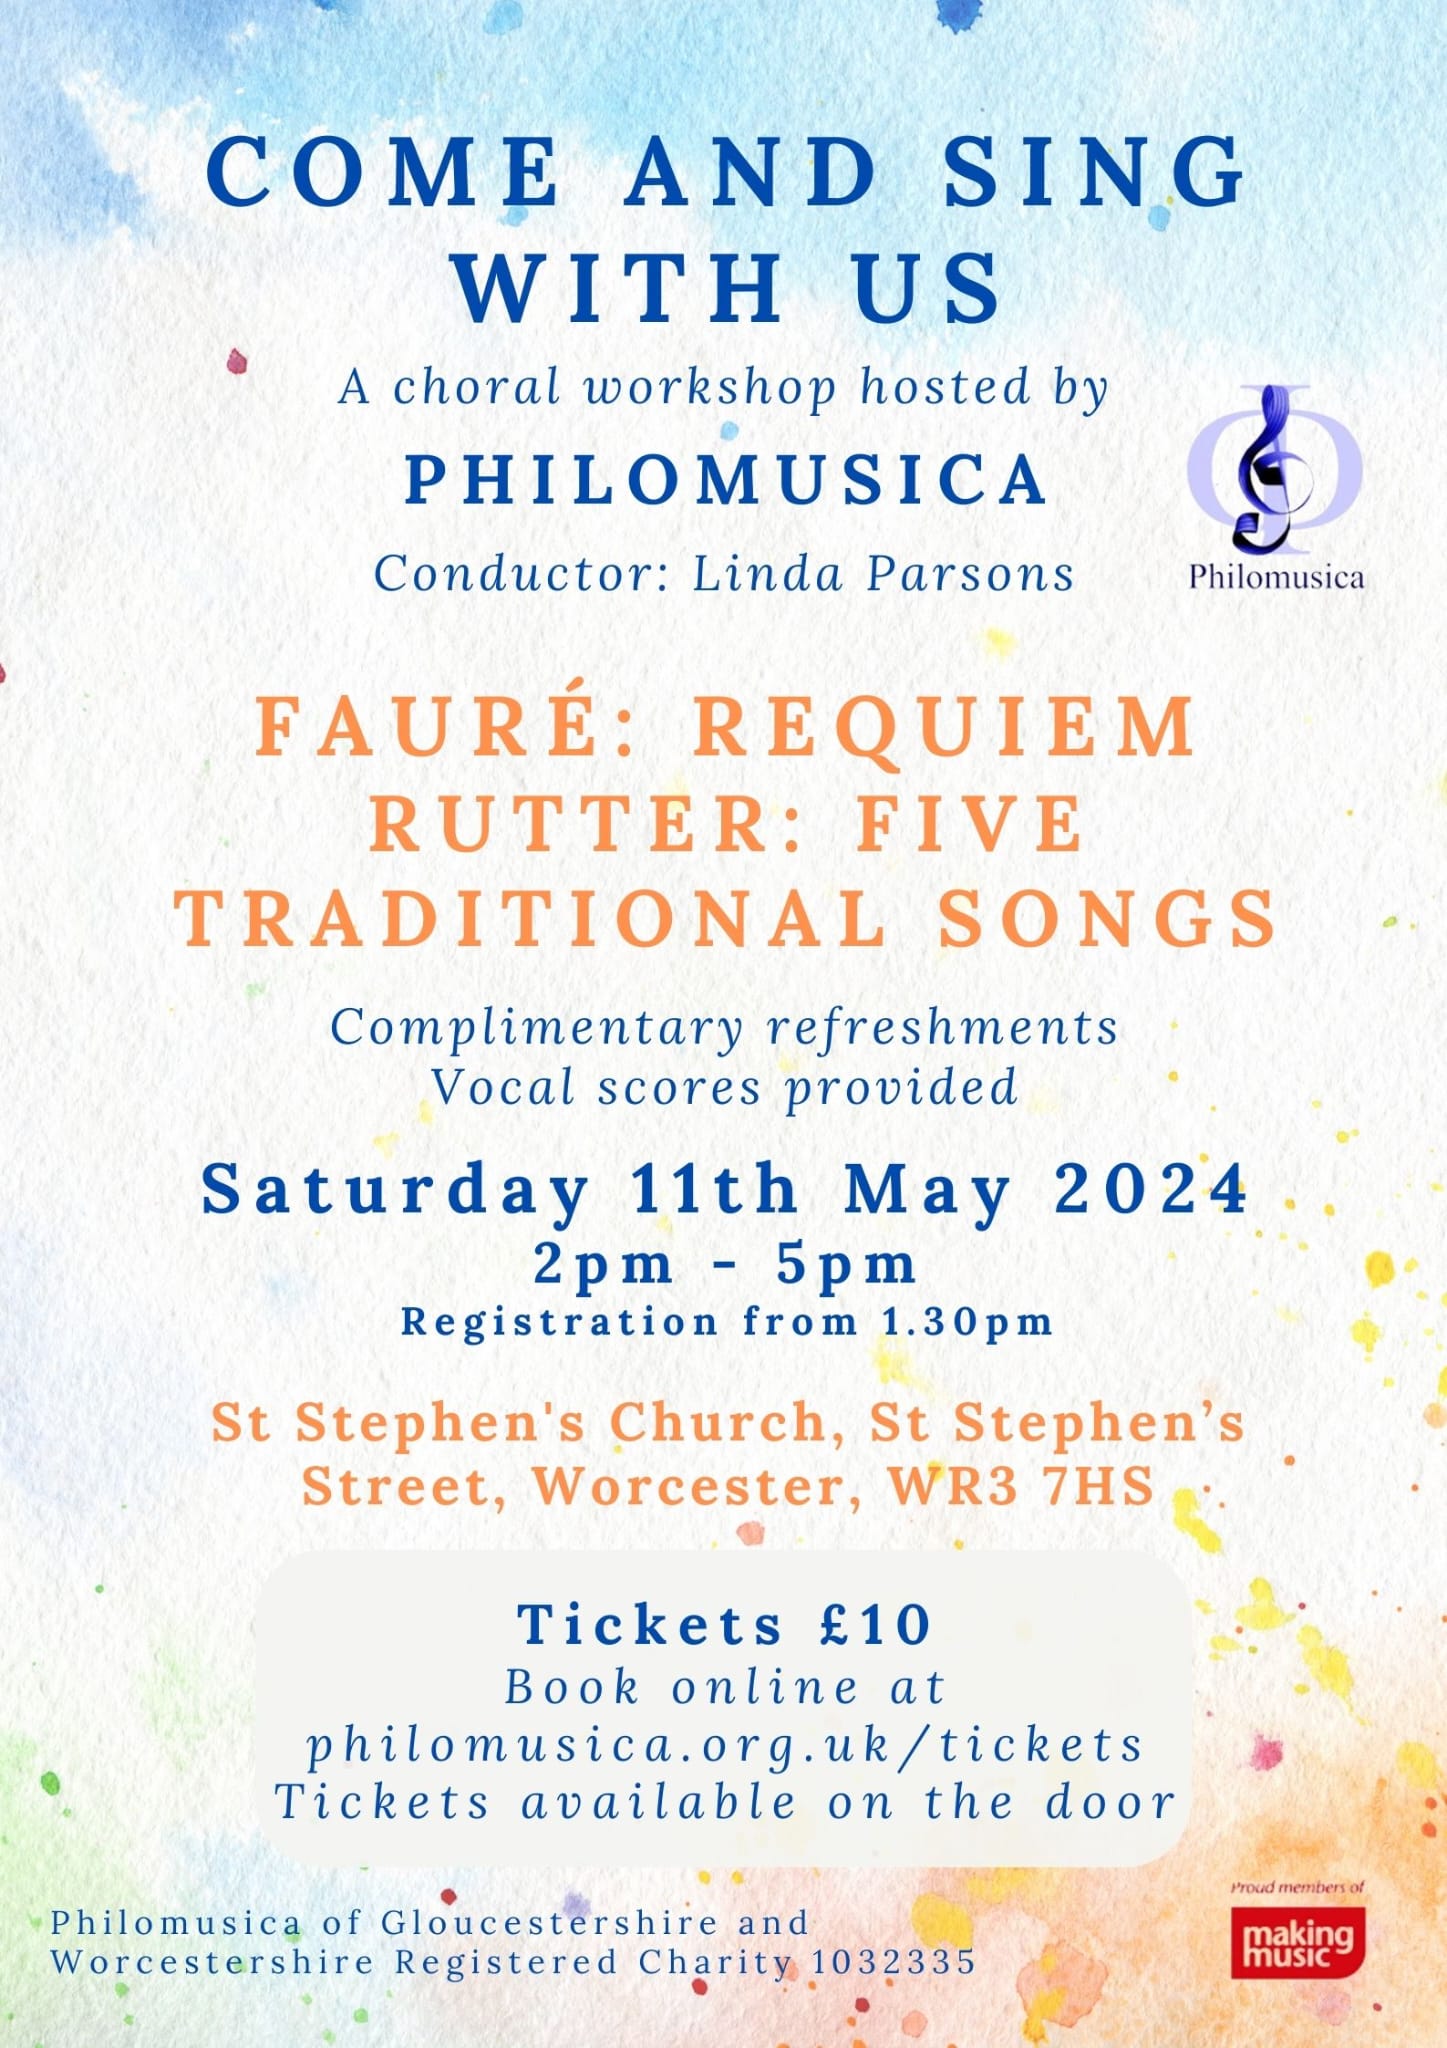 COME AND SING
WITH US
A choral workshop hosted by
PHILOMUSICA
Conductor: Linda Parsons
Philomusica
FAURÉ: REQUIEM
RUTTER: FIVE
TRADITIONAL SONGS
Complimentary refreshments
Vocal scores provided
Saturday 11th May 2024
2pm - 5pm
Registration from 1.30pm
St Stephen's Church, St Stephen’s
Street, Worcester, WR3 7HS
Tickets £10
Book online at
philomusica.org.uk/tickets
Tickets available on the door
Philomusica of Gloucestershire and
Worcestershire Registered Charity 1032335
Proud members of
making
music